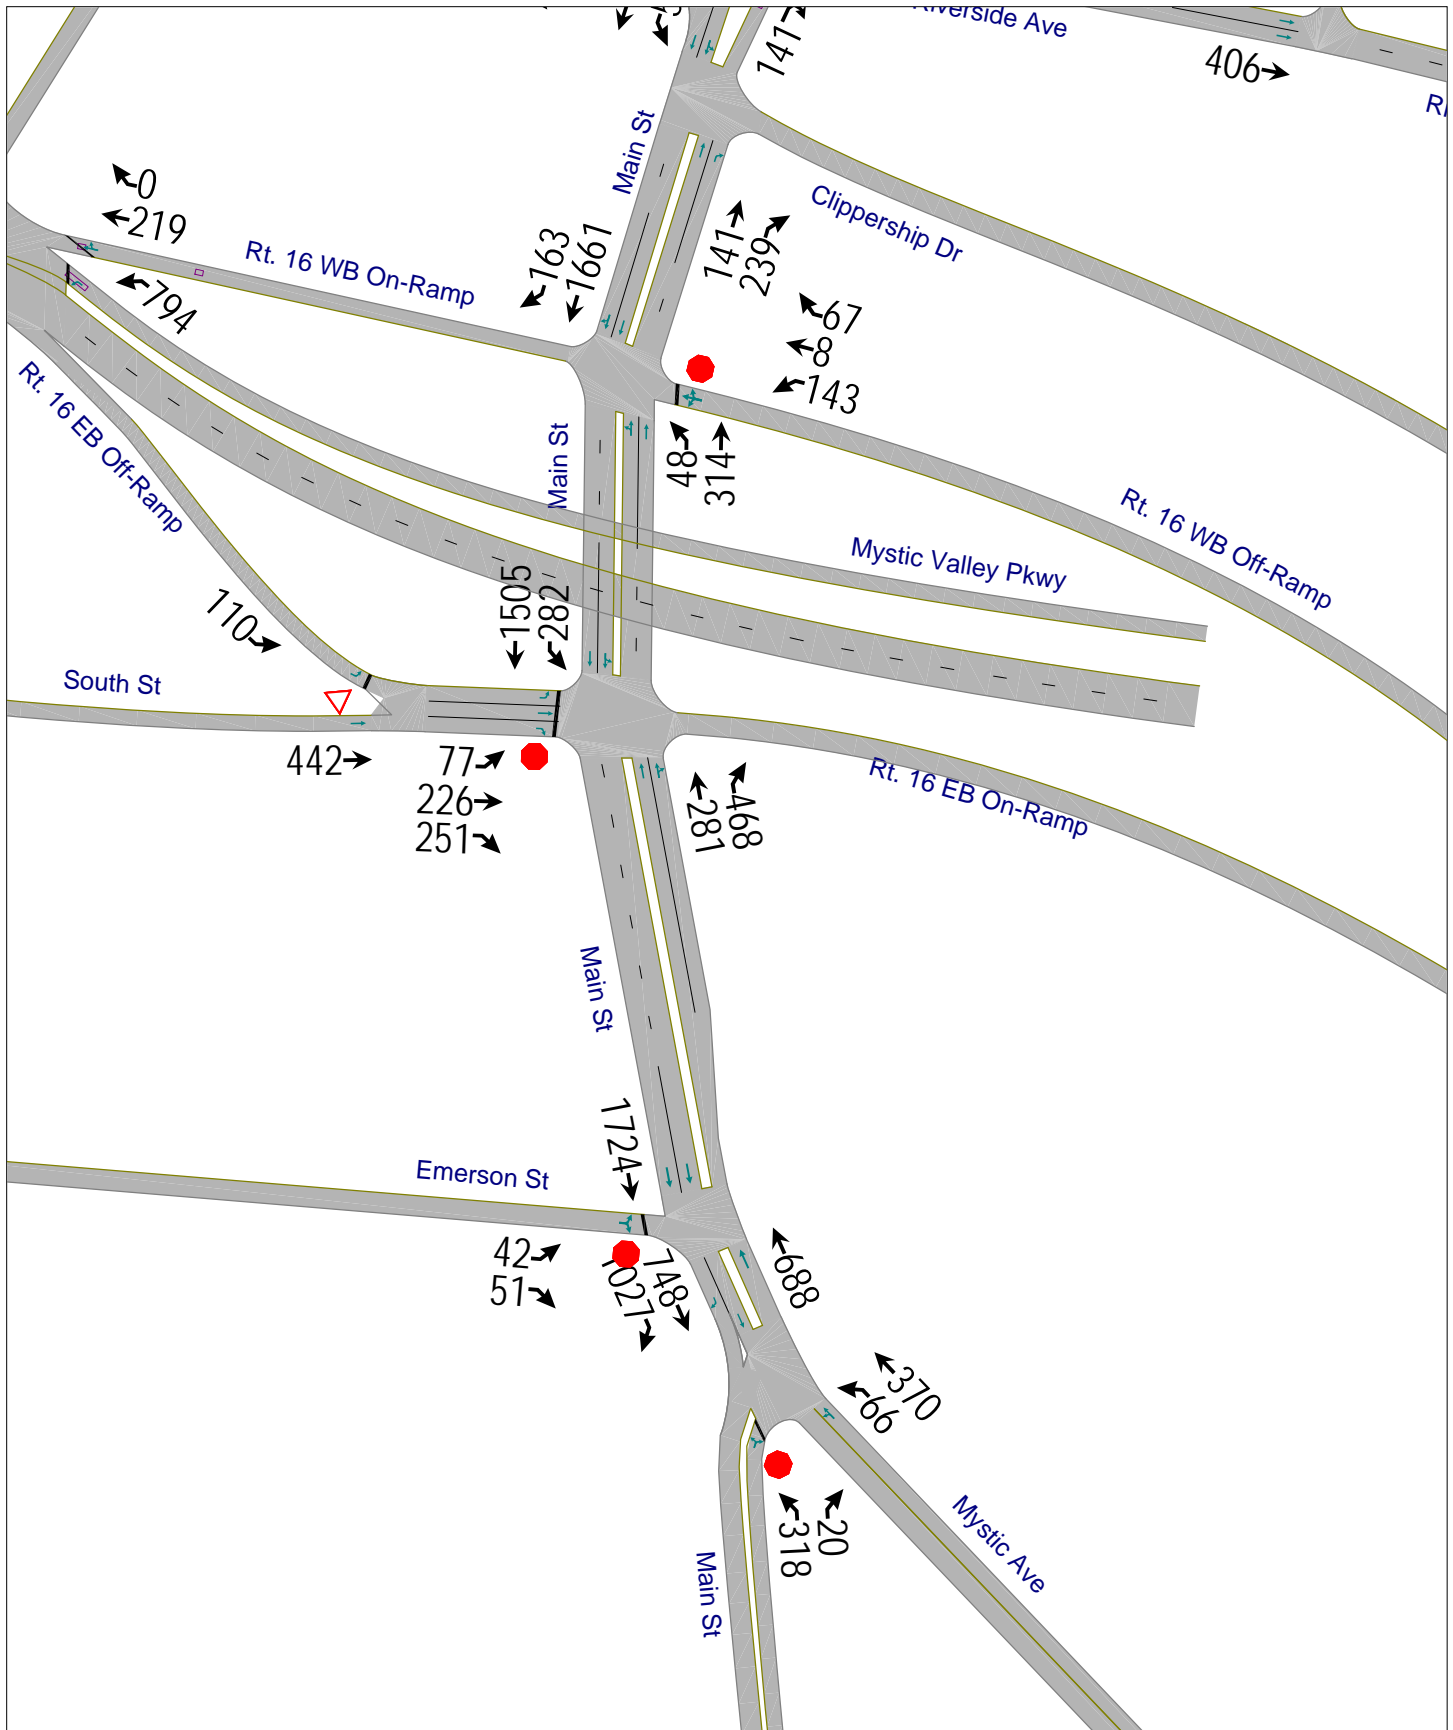 Riverside Ave
141
406
Main St
0
219
Rt. 16 WB On-Ramp
Clippership Dr
163
1661
141
239
794
67
8
143
Rt. 16 EB Off-Ramp
Main St
48
314
Rt. 16 WB Off-Ramp
Mystic Valley Pkwy
1505
282
110
South St
442
77
226
251
Rt. 16 EB On-Ramp
281
468
Main St
1724
Emerson St
42
51
1027
748
688
370
66
318
20
Mystic Ave
Main St